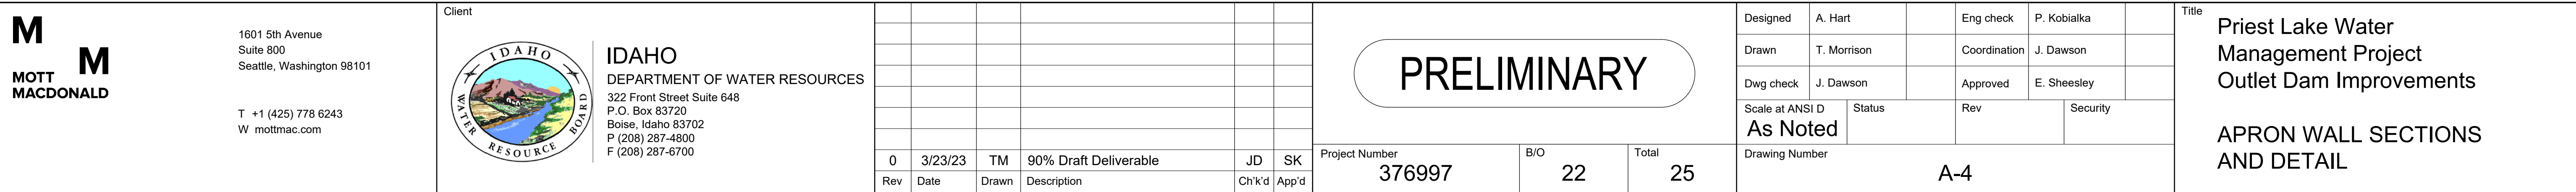 M
M
MOTT
MACDONALD
1601 5th Avenue
Suite 800
Seattle, Washington 98101
T +1 (425) 778 6243
W mottmac.com
Client
IDAHO
WATER
BOARD
RESOURCE
IDAHO
DEPARTMENT OF WATER RESOURCES
322 Front Street Suite 648
P.O. Box 83720
Boise, Idaho 83702
P (208) 287-4800
F (208) 287-6700
0 3/23/23 TM 90% Draft Deliverable JD SK
Rev Date Drawn Description Ch'k'd App'd
PRELIMINARY
Project Number
376997
B/O
22
Total
25
Designed A. Hart Eng check P. Kobialka
Drawn T. Morrison Coordination J. Dawson
Dwg check J. Dawson Approved E. Sheesley
Scale at ANSI D Status Rev Security
As Noted
Drawing Number
A-4
Title
Priest Lake Water
Management Project
Outlet Dam Improvements
APRON WALL SECTIONS
AND DETAIL